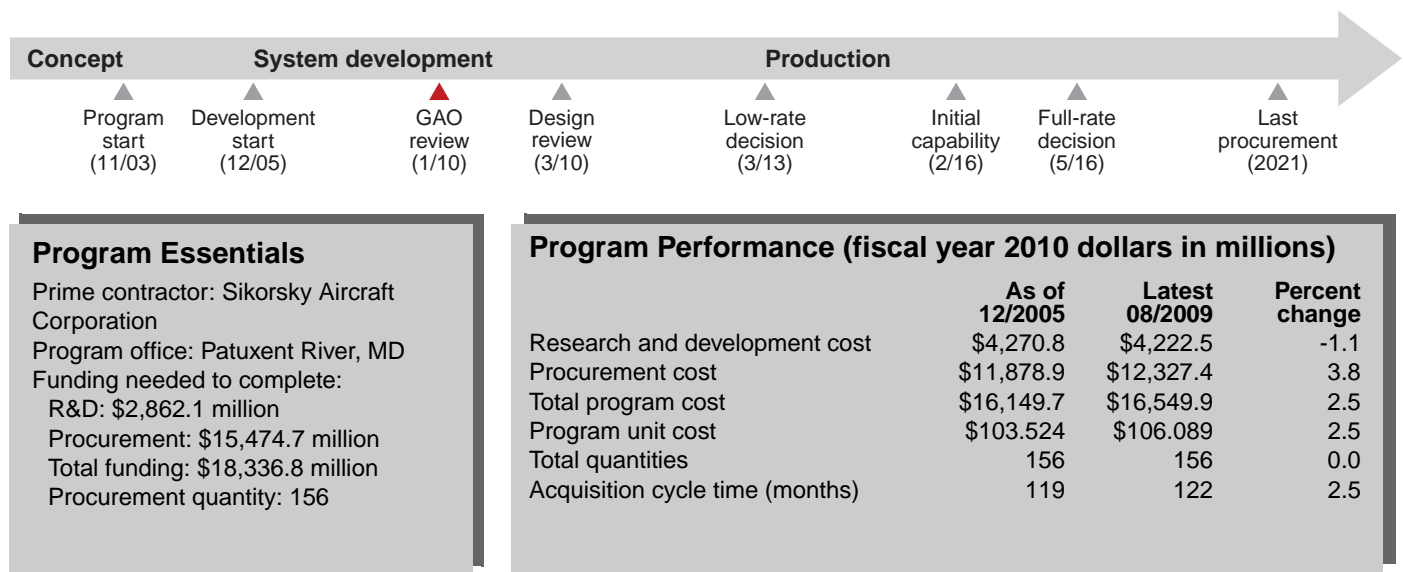 Concept System development Production
Program start (11/03)
Development start (12/05)
GAO review (1/10)
Design review (3/10)
Low-rate decision (3/13)
Initial capability (2/16)
Full-rate decision (5/16)
Last procurement (2021)
Program Essentials
Prime contractor: Sikorsky Aircraft
Corporation
Program office: Patuxent River, MD
Funding needed to complete:
R&D: $2,862.1 million
Procurement: $15,474.7 million
Total funding: $18,336.8 million
Procurement quantity: 156
Program Performance (fiscal year 2010 dollars in millions)
As of 12/2005 Latest 08/2009 Percent change
Research and development cost $4,270.8 $4,222.5 -1.1
Procurement cost $11,878.9 $12,327.4 3.8
Total program cost $16,149.7 $16,549.9 2.5
Program unit cost $103.524 $106.089 2.5
Total quantities 156 156 0.0
Acquisition cycle time (months) 119 122 2.5